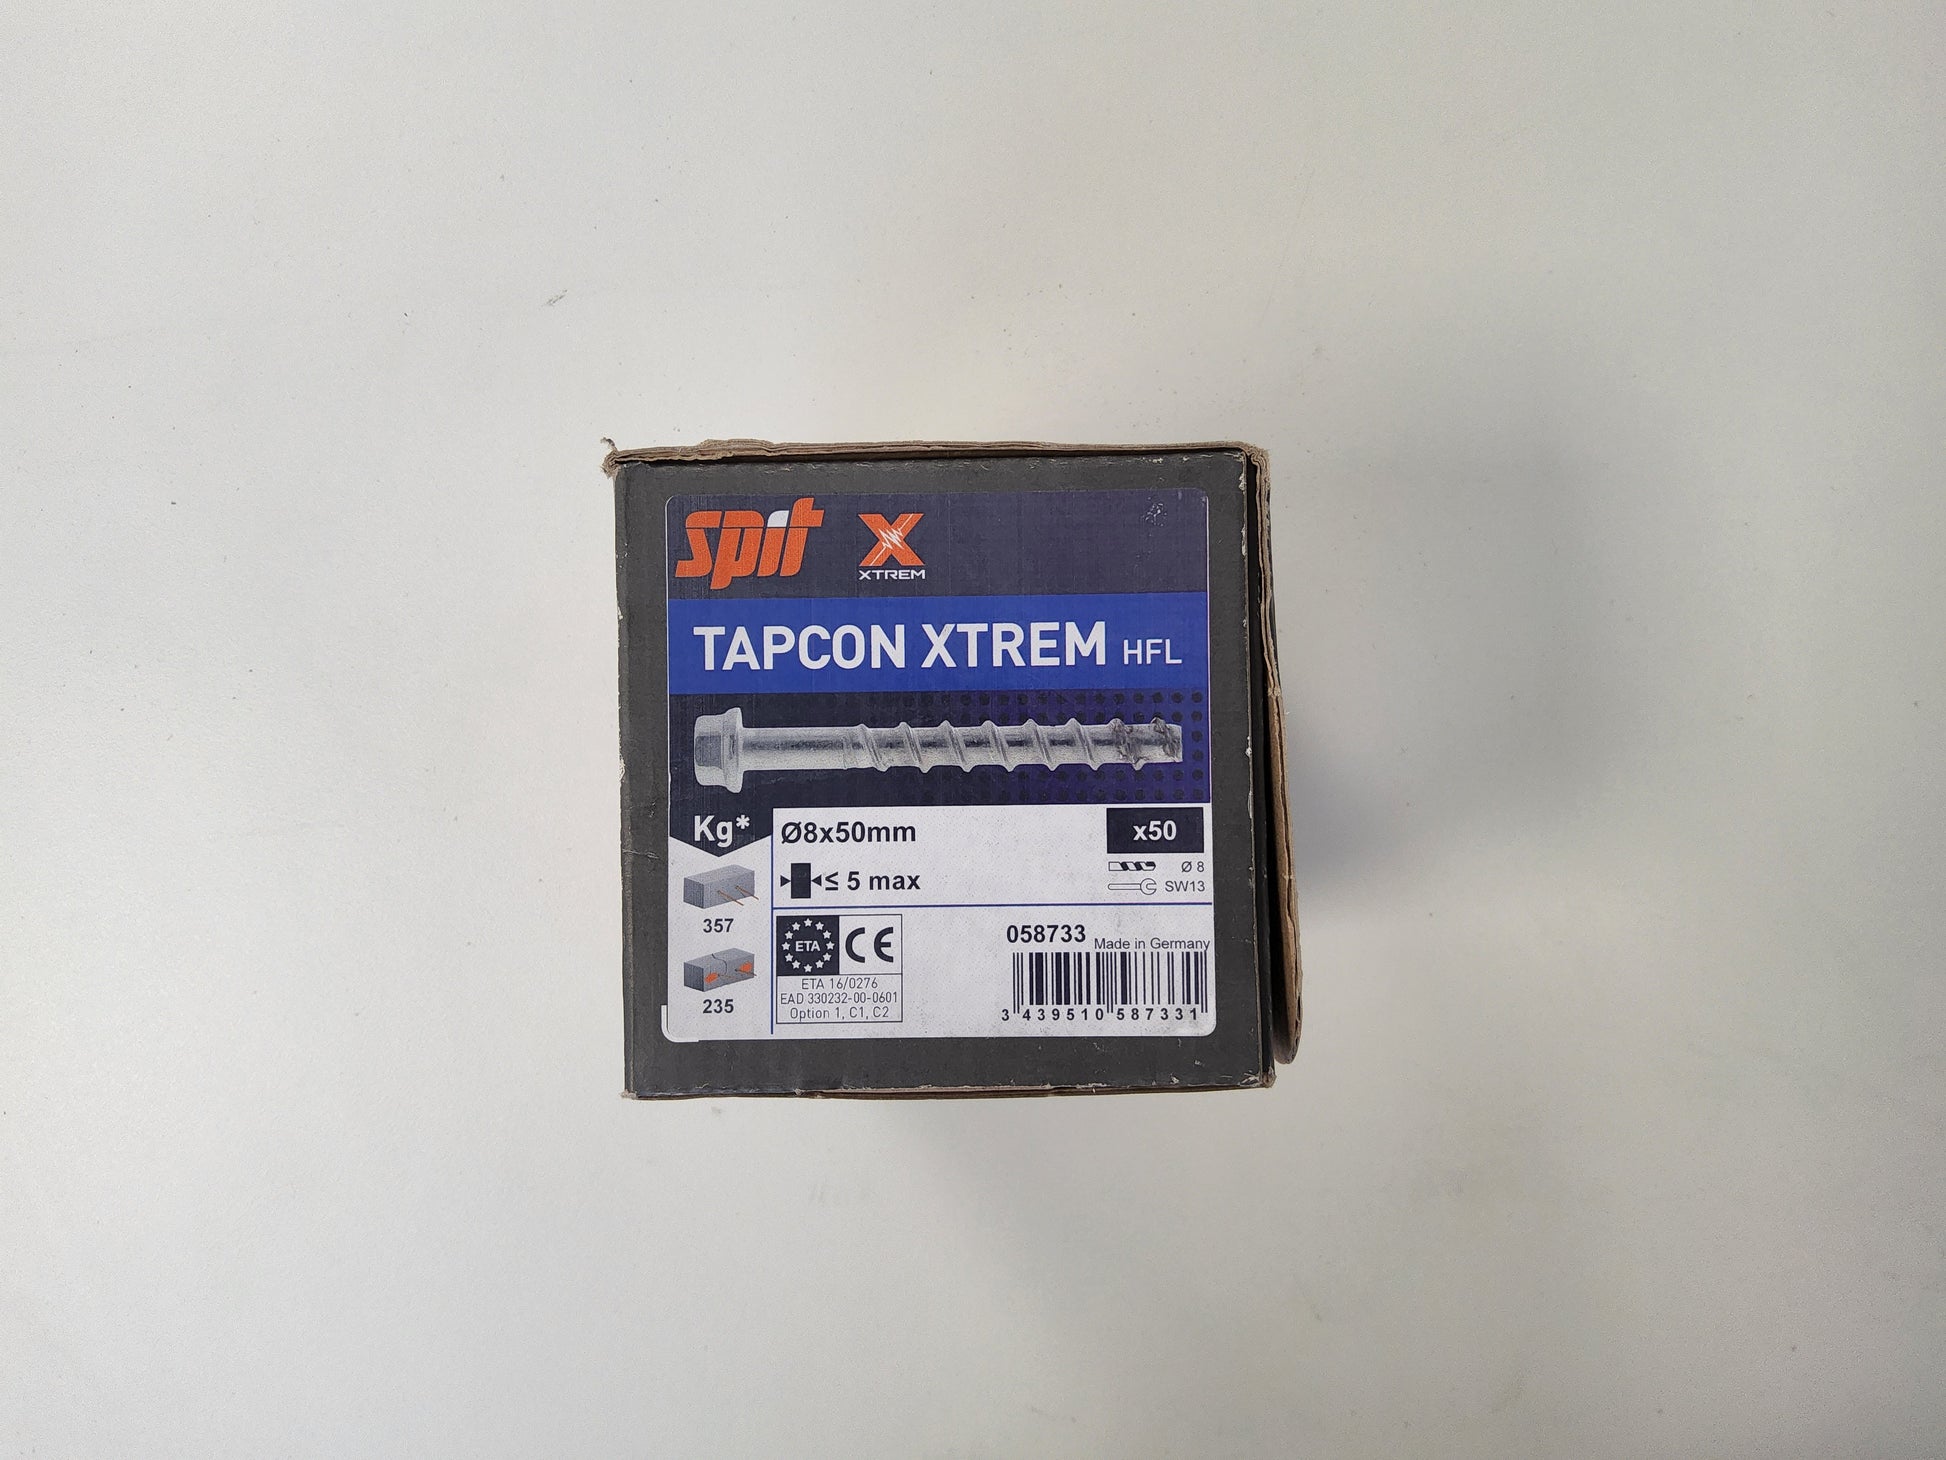 spit
XTREM
TAPCON XTREM HFL
Kg*
Ø8x50mm
x50
≤ 5 max
Ø 8
SW13
357
235
ETA
CE
ETA 16/0276
EAD 330232-00-0601
Option 1, C1, C2
058733
Made in Germany
3 439510 587331